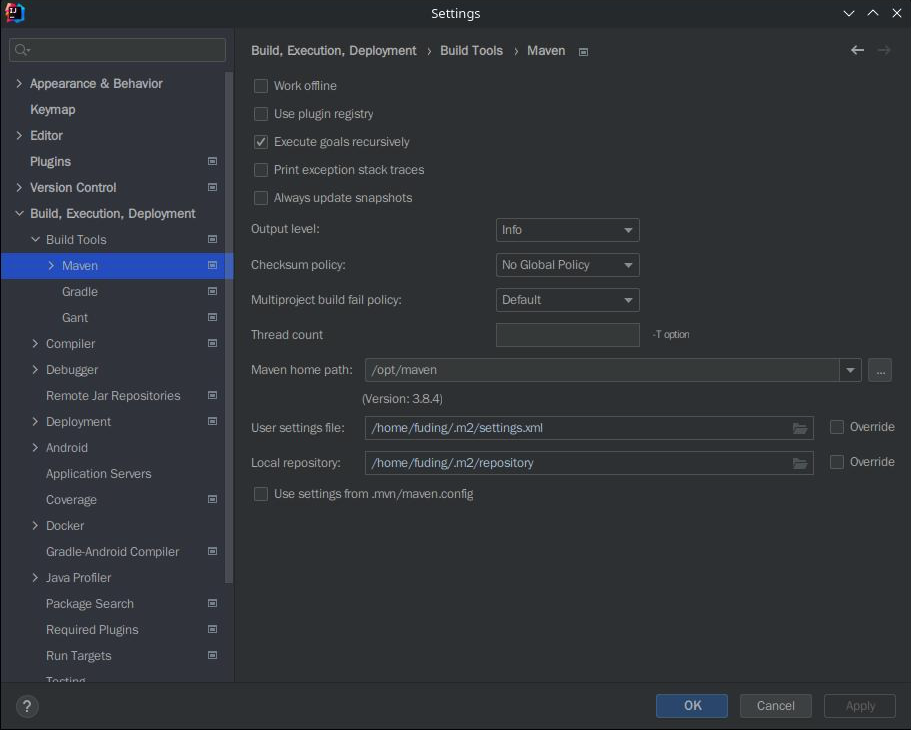 Settings
Build, Execution, Deployment › Build Tools › Maven
Appearance & Behavior
Keymap
Editor
Plugins
Version Control
Build, Execution, Deployment
Build Tools
Maven
Gradle
Gant
Compiler
Debugger
Remote Jar Repositories
Deployment
Android
Application Servers
Coverage
Docker
Gradle-Android Compiler
Java Profiler
Package Search
Required Plugins
Run Targets
Testing
Work offline
Use plugin registry
Execute goals recursively
Print exception stack traces
Always update snapshots
Output level: Info
Checksum policy: No Global Policy
Multiproject build fail policy: Default
Thread count -T option
Maven home path: /opt/maven ...
(Version: 3.8.4)
User settings file: /home/fuding/.m2/settings.xml Override
Local repository: /home/fuding/.m2/repository Override
Use settings from .mvn/maven.config
? OK Cancel Apply